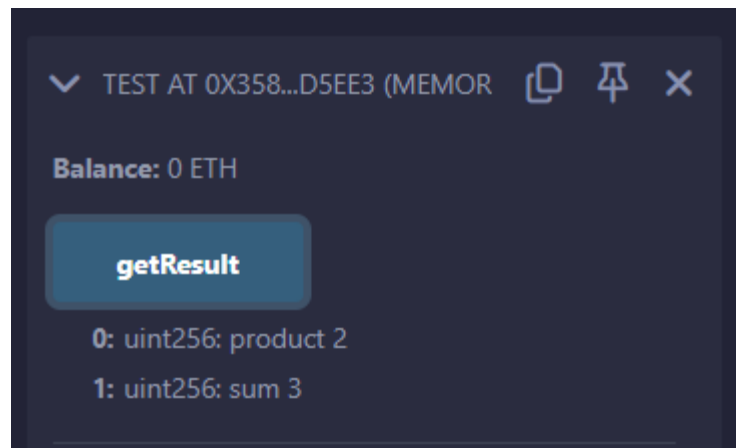 TEST AT 0X358...D5EE3 (MEMOR
Balance: 0 ETH
getResult
0: uint256: product 2
1: uint256: sum 3